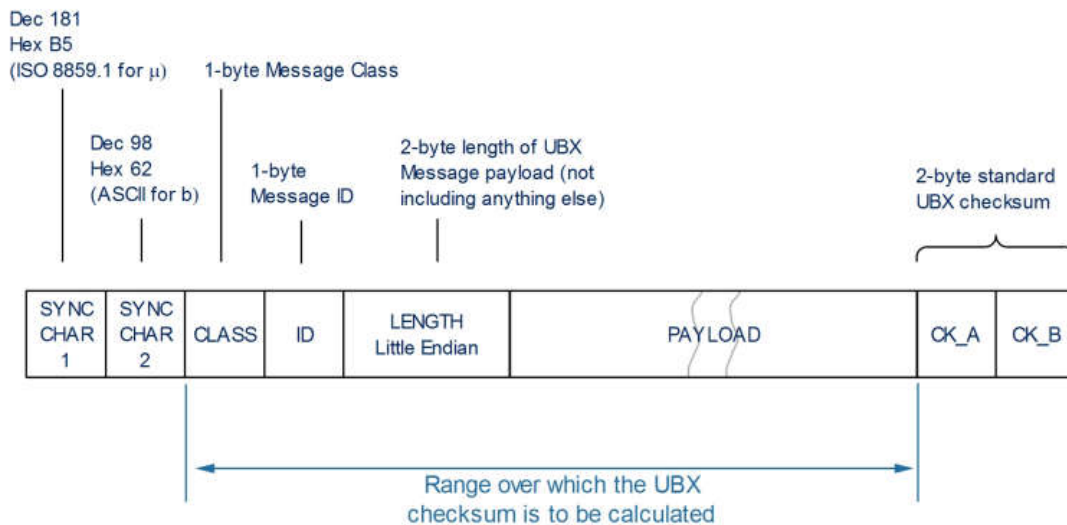 Dec 181
Hex B5
(ISO 8859.1 for μ)
1-byte Message Class
Dec 98
Hex 62
(ASCII for b)
1-byte
Message ID
2-byte length of UBX
Message payload (not
including anything else)
2-byte standard
UBX checksum
SYNC
CHAR
1
SYNC
CHAR
2
CLASS
ID
LENGTH
Little Endian
PAYLOAD
CK_A
CK_B
Range over which the UBX
checksum is to be calculated